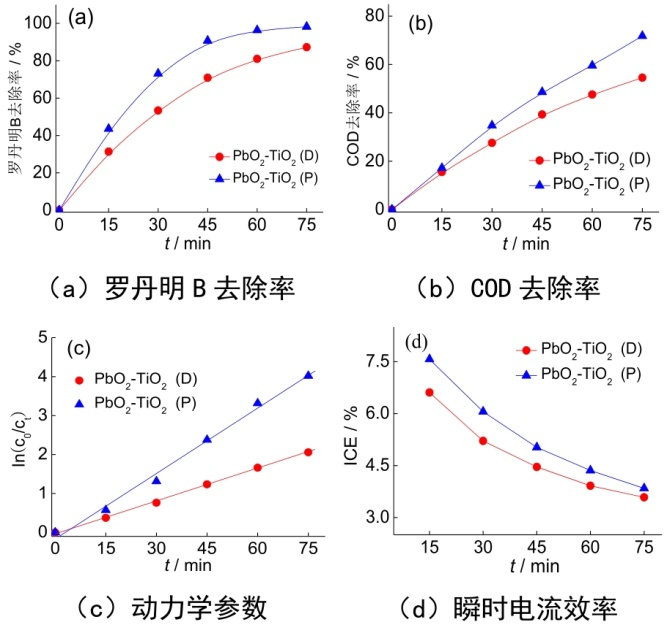 (a)
罗丹明B去除率 / %
100
80
60
40
20
0
PbO₂-TiO₂ (D)
PbO₂-TiO₂ (P)
0 15 30 45 60 75
t / min
(a) 罗丹明 B 去除率
(b)
COD去除率 / %
80
60
40
20
0
PbO₂-TiO₂ (D)
PbO₂-TiO₂ (P)
0 15 30 45 60 75
t / min
(b) COD 去除率
(c)
ln(c₀/cₜ)
5
4
3
2
1
0
PbO₂-TiO₂ (D)
PbO₂-TiO₂ (P)
0 15 30 45 60 75
t / min
(c) 动力学参数
(d)
ICE / %
7.5
6.0
4.5
3.0
PbO₂-TiO₂ (D)
PbO₂-TiO₂ (P)
15 30 45 60 75
t / min
(d) 瞬时电流效率